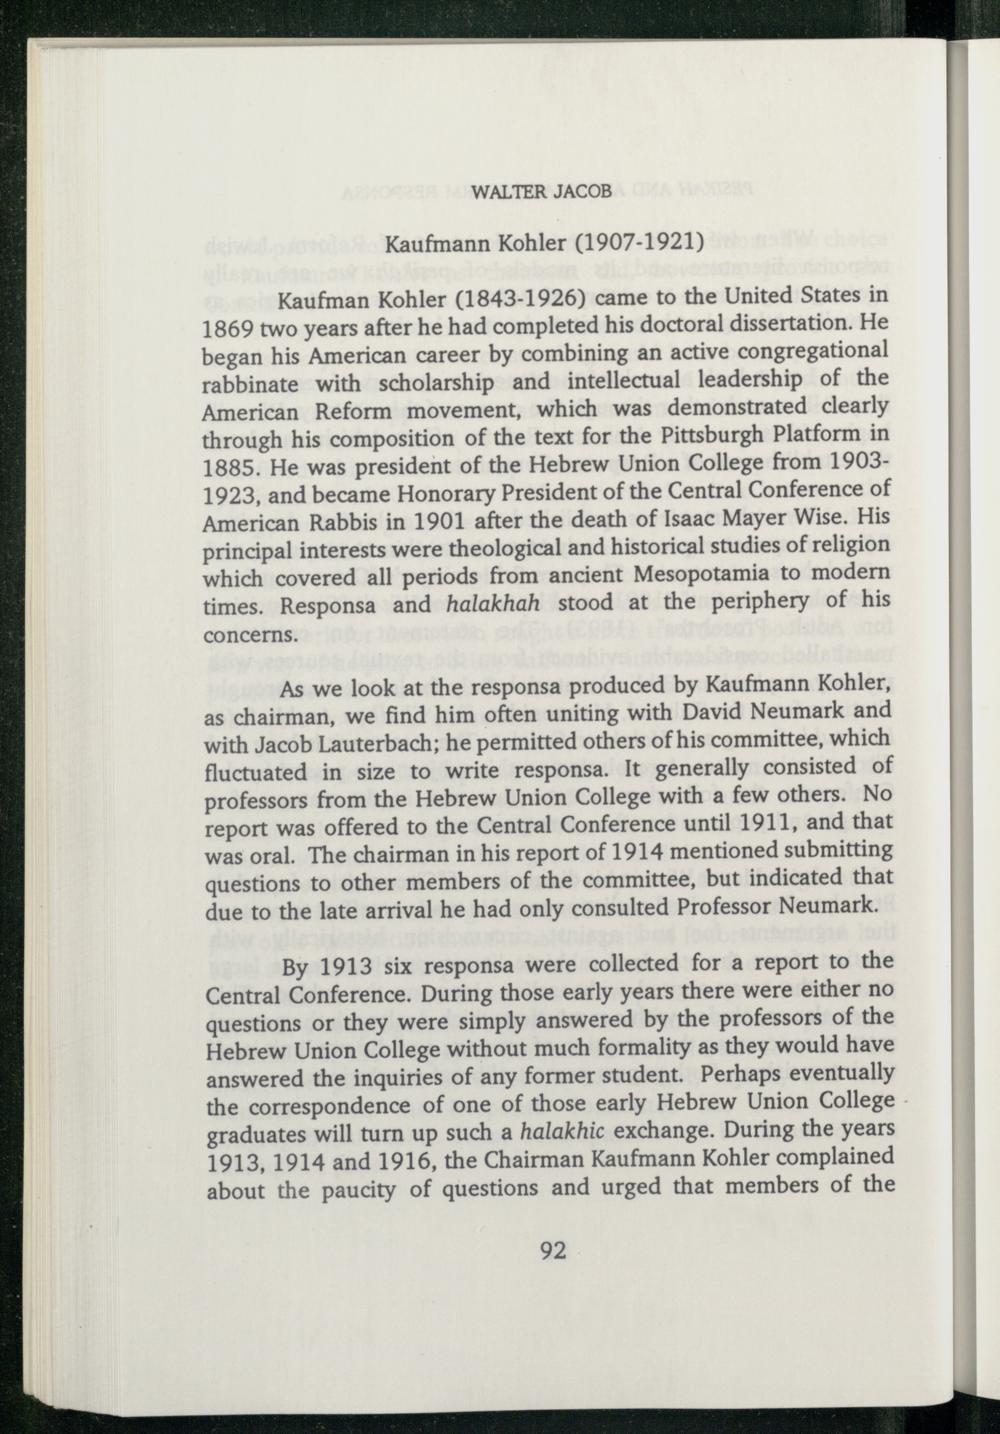 WALTER JACOB
Kaufmann Kohler (1907-1921)
Kaufman Kohler (1843-1926) came to the United States in
1869 two years after he had completed his doctoral dissertation. He
began his American career by combining an active congregational
rabbinate with scholarship and intellectual leadership of the
American Reform movement, which was demonstrated clearly
through his composition of the text for the Pittsburgh Platform in
1885. He was president of the Hebrew Union College from 1903-
1923, and became Honorary President of the Central Conference of
American Rabbis in 1901 after the death of Isaac Mayer Wise. His
principal interests were theological and historical studies of religion
which covered all periods from ancient Mesopotamia to modern
times. Responsa and halakhah stood at the periphery of his
concerns.
As we look at the responsa produced by Kaufmann Kohler,
as chairman, we find him often uniting with David Neumark and
with Jacob Lauterbach; he permitted others of his committee, which
fluctuated in size to write responsa. It generally consisted of
professors from the Hebrew Union College with a few others. No
report was offered to the Central Conference until 1911, and that
was oral. The chairman in his report of 1914 mentioned submitting
questions to other members of the committee, but indicated that
due to the late arrival he had only consulted Professor Neumark.
By 1913 six responsa were collected for a report to the
Central Conference. During those early years there were either no
questions or they were simply answered by the professors of the
Hebrew Union College without much formality as they would have
answered the inquiries of any former student. Perhaps eventually
the correspondence of one of those early Hebrew Union College
graduates will turn up such a halakhic exchange. During the years
1913, 1914 and 1916, the Chairman Kaufmann Kohler complained
about the paucity of questions and urged that members of the
92